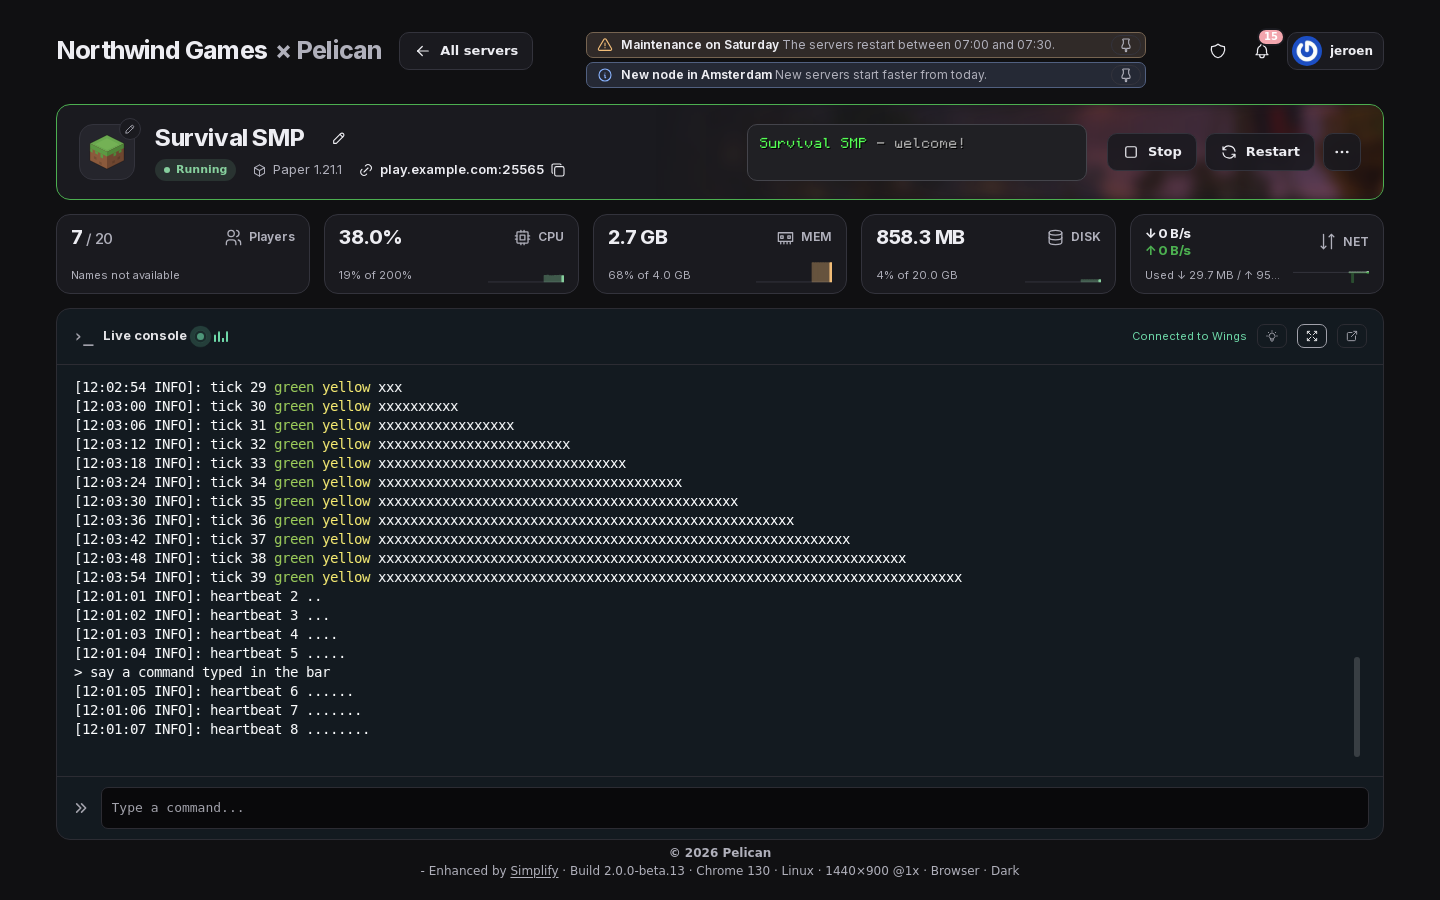 Northwind Games × Pelican
All servers
Maintenance on Saturday The servers restart between 07:00 and 07:30.
New node in Amsterdam New servers start faster from today.
15
jeroen
Survival SMP
Running
Paper 1.21.1
play.example.com:25565
Survival SMP - welcome!
Stop
Restart
7 / 20
Players
Names not available
38.0%
CPU
19% of 200%
2.7 GB
MEM
68% of 4.0 GB
858.3 MB
DISK
4% of 20.0 GB
↓ 0 B/s
↑ 0 B/s
NET
Used ↓ 29.7 MB / ↑ 95...
>_ Live console
Connected to Wings
[12:02:54 INFO]: tick 29 green yellow xxx
[12:03:00 INFO]: tick 30 green yellow xxxxxxxxxx
[12:03:06 INFO]: tick 31 green yellow xxxxxxxxxxxxxxxxx
[12:03:12 INFO]: tick 32 green yellow xxxxxxxxxxxxxxxxxxxxxxxx
[12:03:18 INFO]: tick 33 green yellow xxxxxxxxxxxxxxxxxxxxxxxxxxxxxxx
[12:03:24 INFO]: tick 34 green yellow xxxxxxxxxxxxxxxxxxxxxxxxxxxxxxxxxxxxxx
[12:03:30 INFO]: tick 35 green yellow xxxxxxxxxxxxxxxxxxxxxxxxxxxxxxxxxxxxxxxxxxxxx
[12:03:36 INFO]: tick 36 green yellow xxxxxxxxxxxxxxxxxxxxxxxxxxxxxxxxxxxxxxxxxxxxxxxxxxxx
[12:03:42 INFO]: tick 37 green yellow xxxxxxxxxxxxxxxxxxxxxxxxxxxxxxxxxxxxxxxxxxxxxxxxxxxxxxxxxxx
[12:03:48 INFO]: tick 38 green yellow xxxxxxxxxxxxxxxxxxxxxxxxxxxxxxxxxxxxxxxxxxxxxxxxxxxxxxxxxxxxxxxxxx
[12:03:54 INFO]: tick 39 green yellow xxxxxxxxxxxxxxxxxxxxxxxxxxxxxxxxxxxxxxxxxxxxxxxxxxxxxxxxxxxxxxxxxxxxxxxxx
[12:01:01 INFO]: heartbeat 2 ..
[12:01:02 INFO]: heartbeat 3 ...
[12:01:03 INFO]: heartbeat 4 ....
[12:01:04 INFO]: heartbeat 5 .....
> say a command typed in the bar
[12:01:05 INFO]: heartbeat 6 ......
[12:01:06 INFO]: heartbeat 7 .......
[12:01:07 INFO]: heartbeat 8 ........
Type a command...
© 2026 Pelican
- Enhanced by Simplify · Build 2.0.0-beta.13 · Chrome 130 · Linux · 1440×900 @1x · Browser · Dark